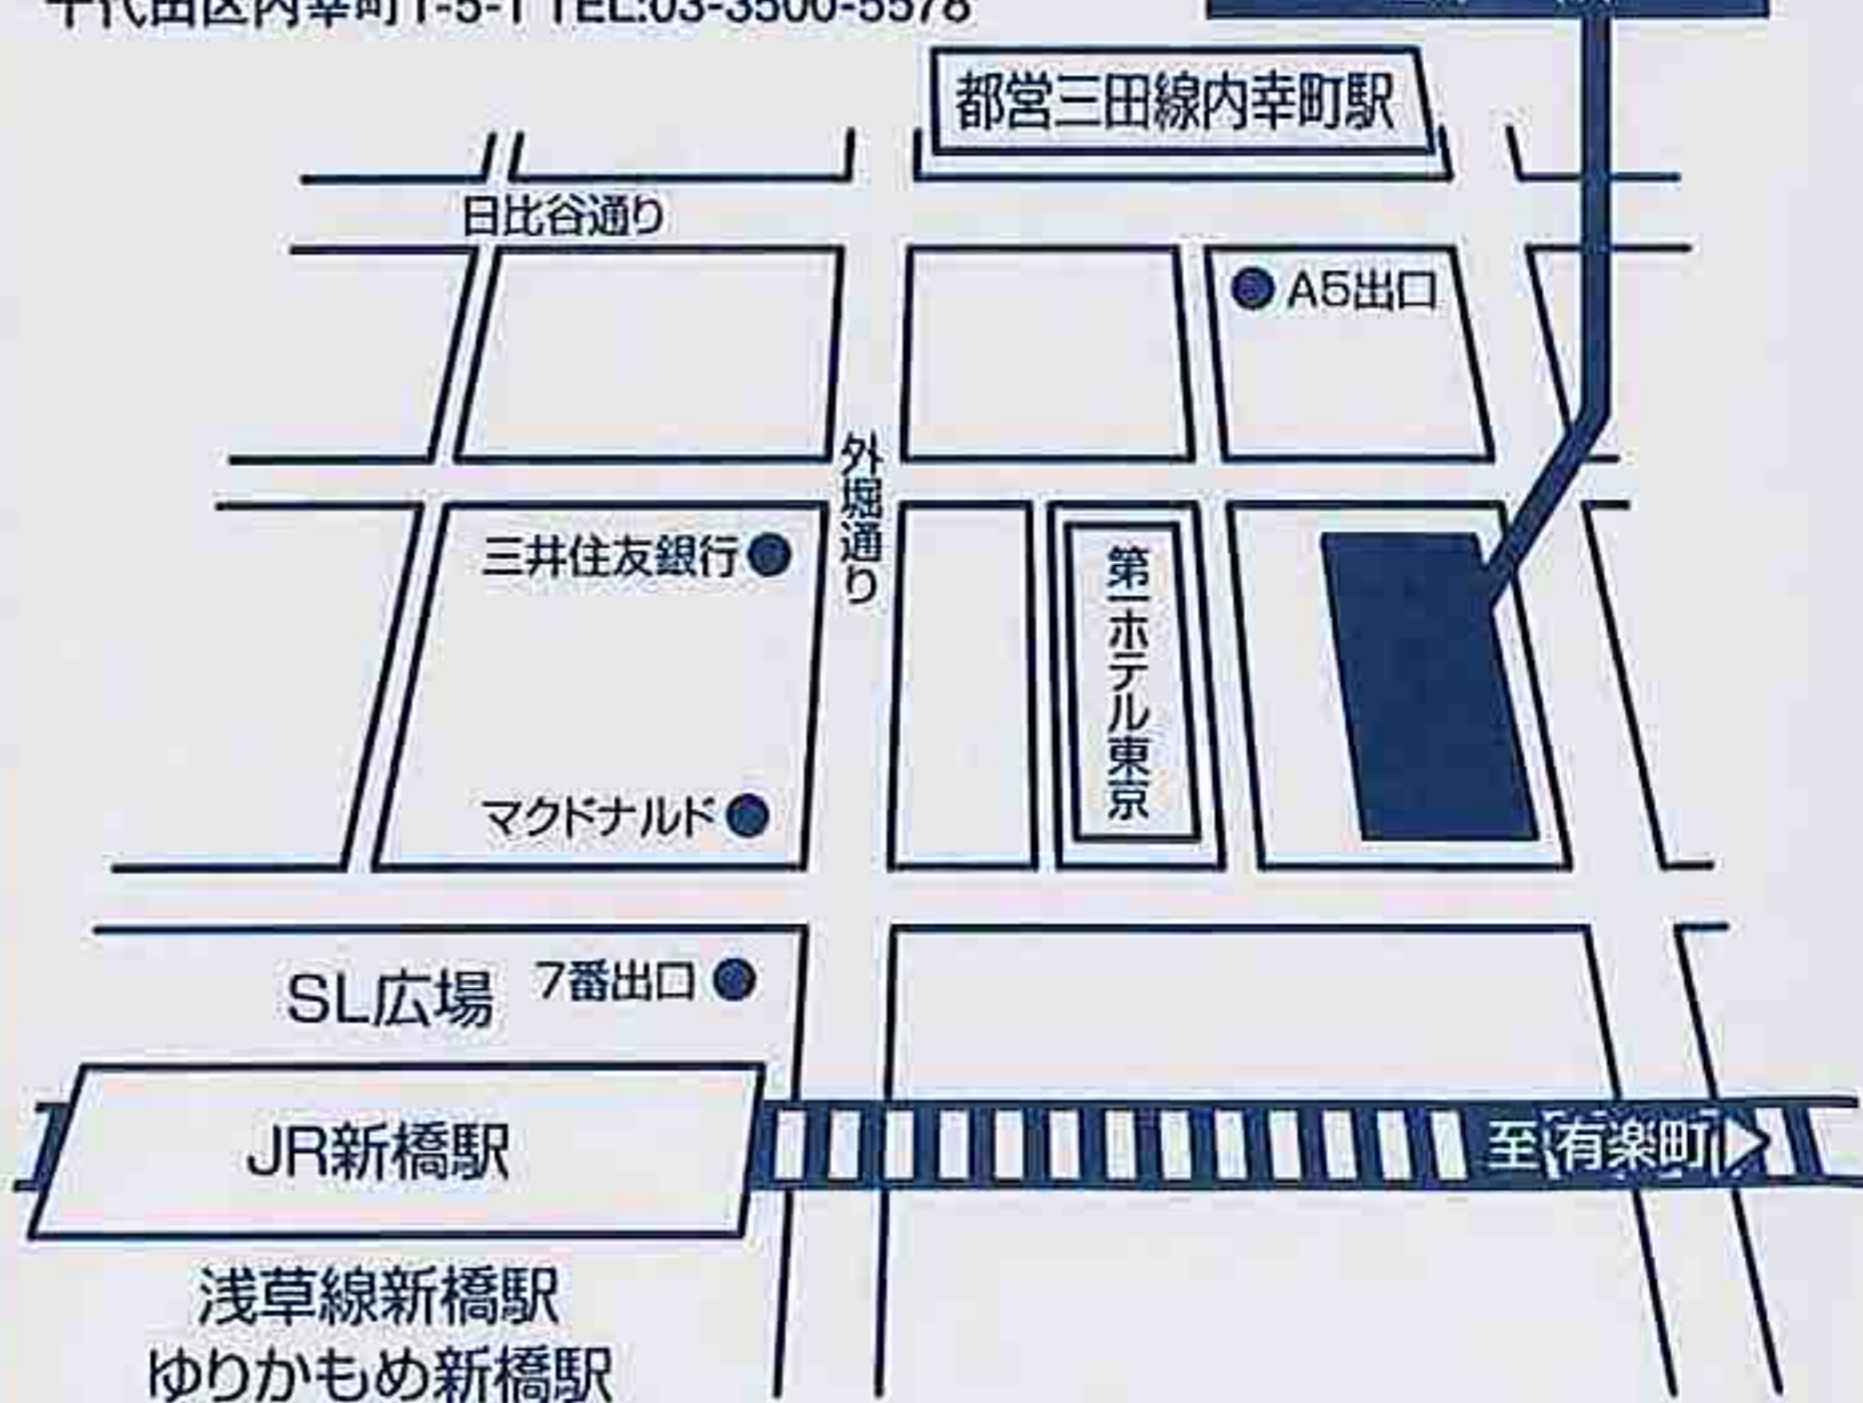 千代田区内幸町1-5-1 TEL:03-3500-5578
都営三田線内幸町駅
日比谷通り
A5出口
外堀通り
三井住友銀行
第一ホテル東京
マクドナルド
SL広場
7番出口
JR新橋駅
至 有楽町
浅草線新橋駅
ゆりかもめ新橋駅